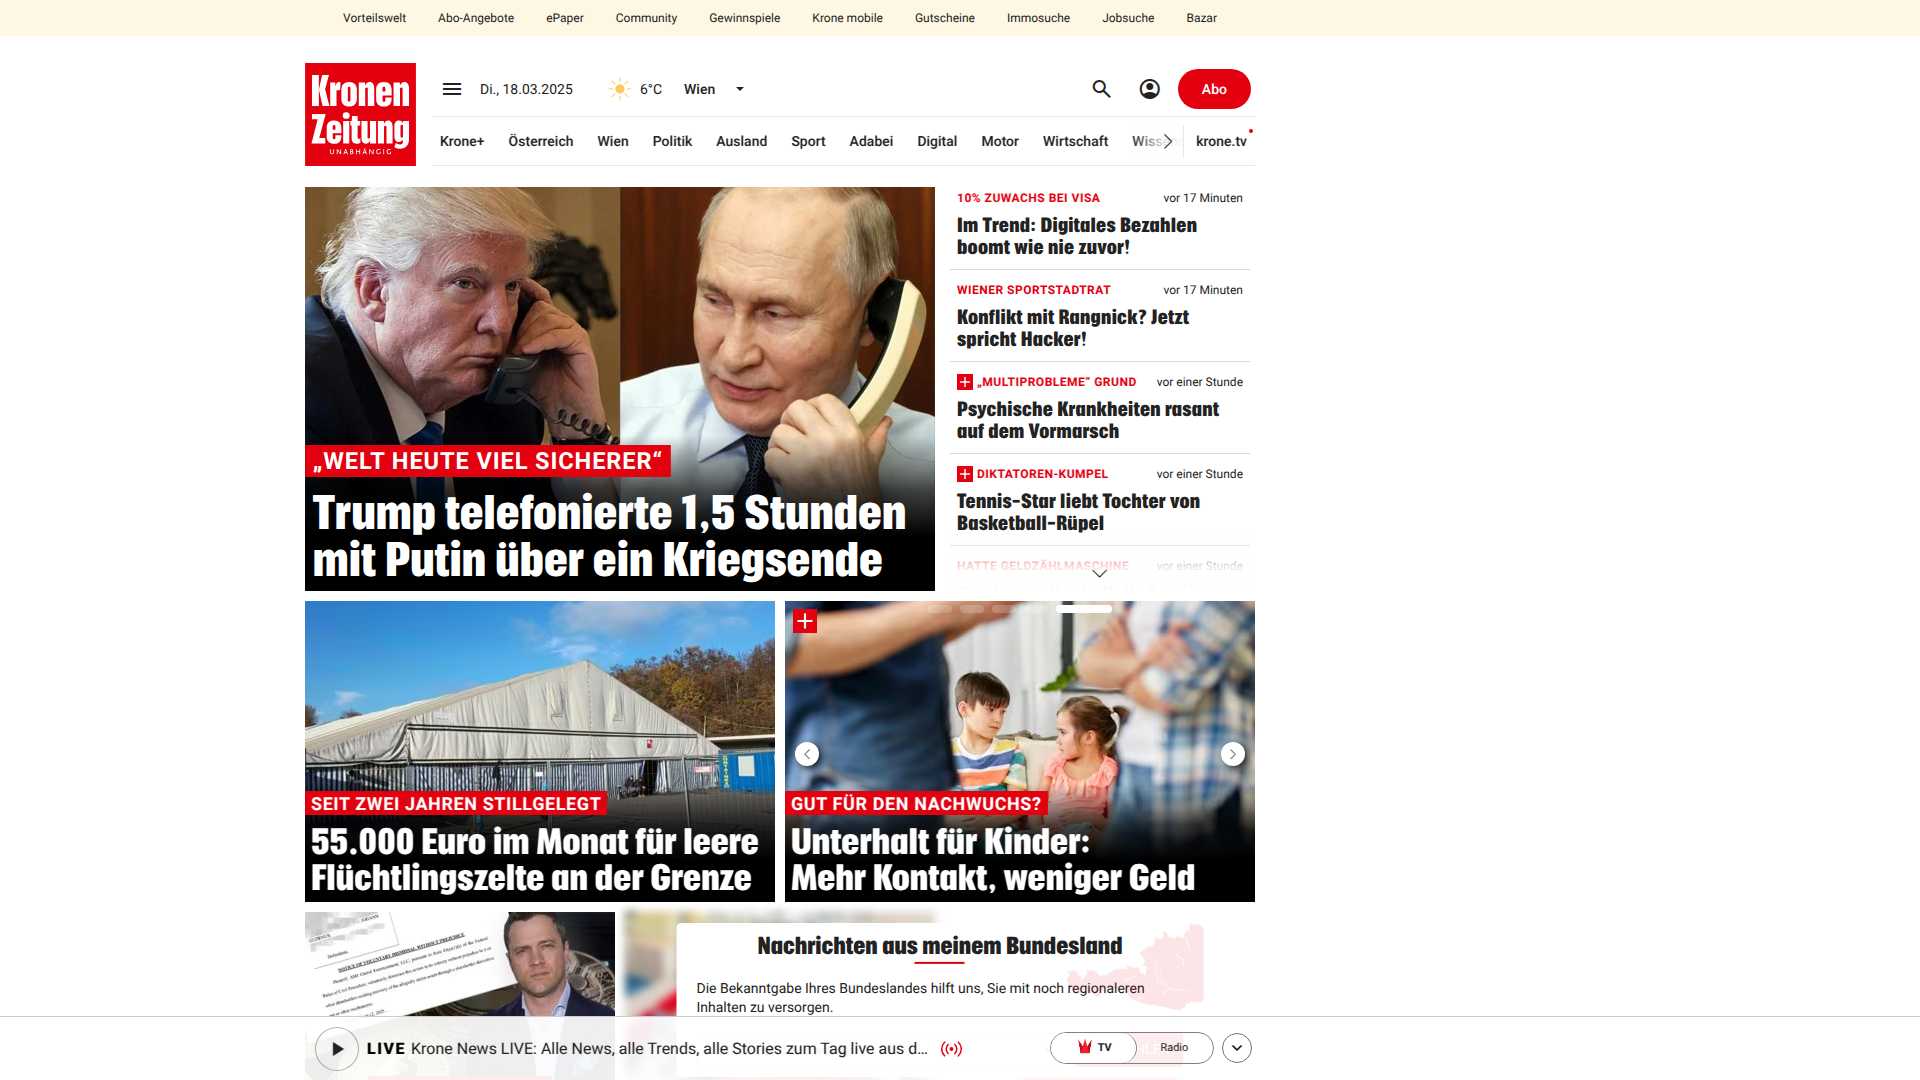 Vorteilswelt Abo-Angebote ePaper Community Gewinnspiele Krone mobile Gutscheine Immosuche Jobsuche Bazar
Kronen
Zeitung
UNABHÄNGIG
Di., 18.03.2025 6°C Wien Abo
Krone+ Österreich Wien Politik Ausland Sport Adabei Digital Motor Wirtschaft krone.tv
„WELT HEUTE VIEL SICHERER“
Trump telefonierte 1,5 Stunden
mit Putin über ein Kriegsende
10% ZUWACHS BEI VISA vor 17 Minuten
Im Trend: Digitales Bezahlen
boomt wie nie zuvor!
WIENER SPORTSTADTRAT vor 17 Minuten
Konflikt mit Rangnick? Jetzt
spricht Hacker!
„MULTIPROBLEME“ GRUND vor einer Stunde
Psychische Krankheiten rasant
auf dem Vormarsch
DIKTATOREN-KUMPEL vor einer Stunde
Tennis-Star liebt Tochter von
Basketball-Rüpel
HATTE GELDZÄHLMASCHINE vor einer Stunde
SEIT ZWEI JAHREN STILLGELEGT
55.000 Euro im Monat für leere
Flüchtlingszelte an der Grenze
GUT FÜR DEN NACHWUCHS?
Unterhalt für Kinder:
Mehr Kontakt, weniger Geld
NOTICE OF VOLUNTARY DISMISSAL WITHOUT PREJUDICE
Nachrichten aus meinem Bundesland
Die Bekanntgabe Ihres Bundeslandes hilft uns, Sie mit noch regionaleren
Inhalten zu versorgen.
LIVE Krone News LIVE: Alle News, alle Trends, alle Stories zum Tag live aus d...
TV Radio